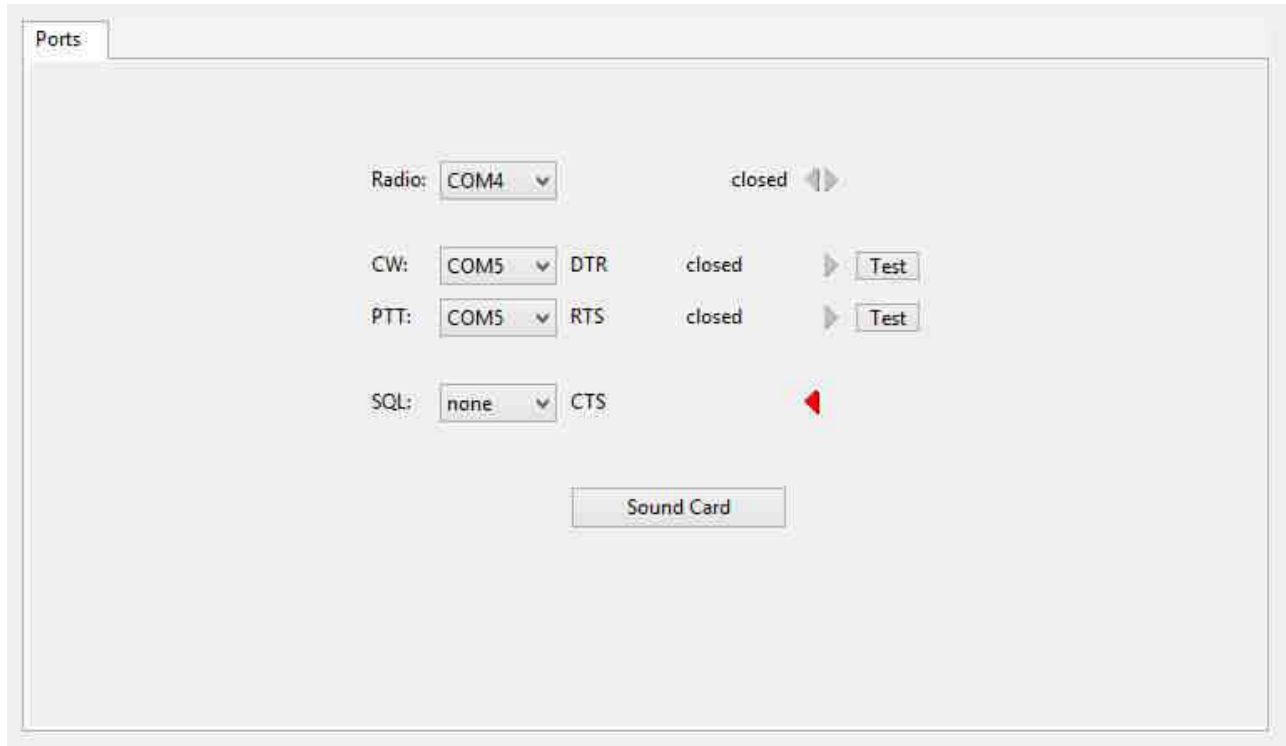 Ports
Radio: COM4 closed
CW: COM5 DTR closed Test
PTT: COM5 RTS closed Test
SQL: none CTS
Sound Card